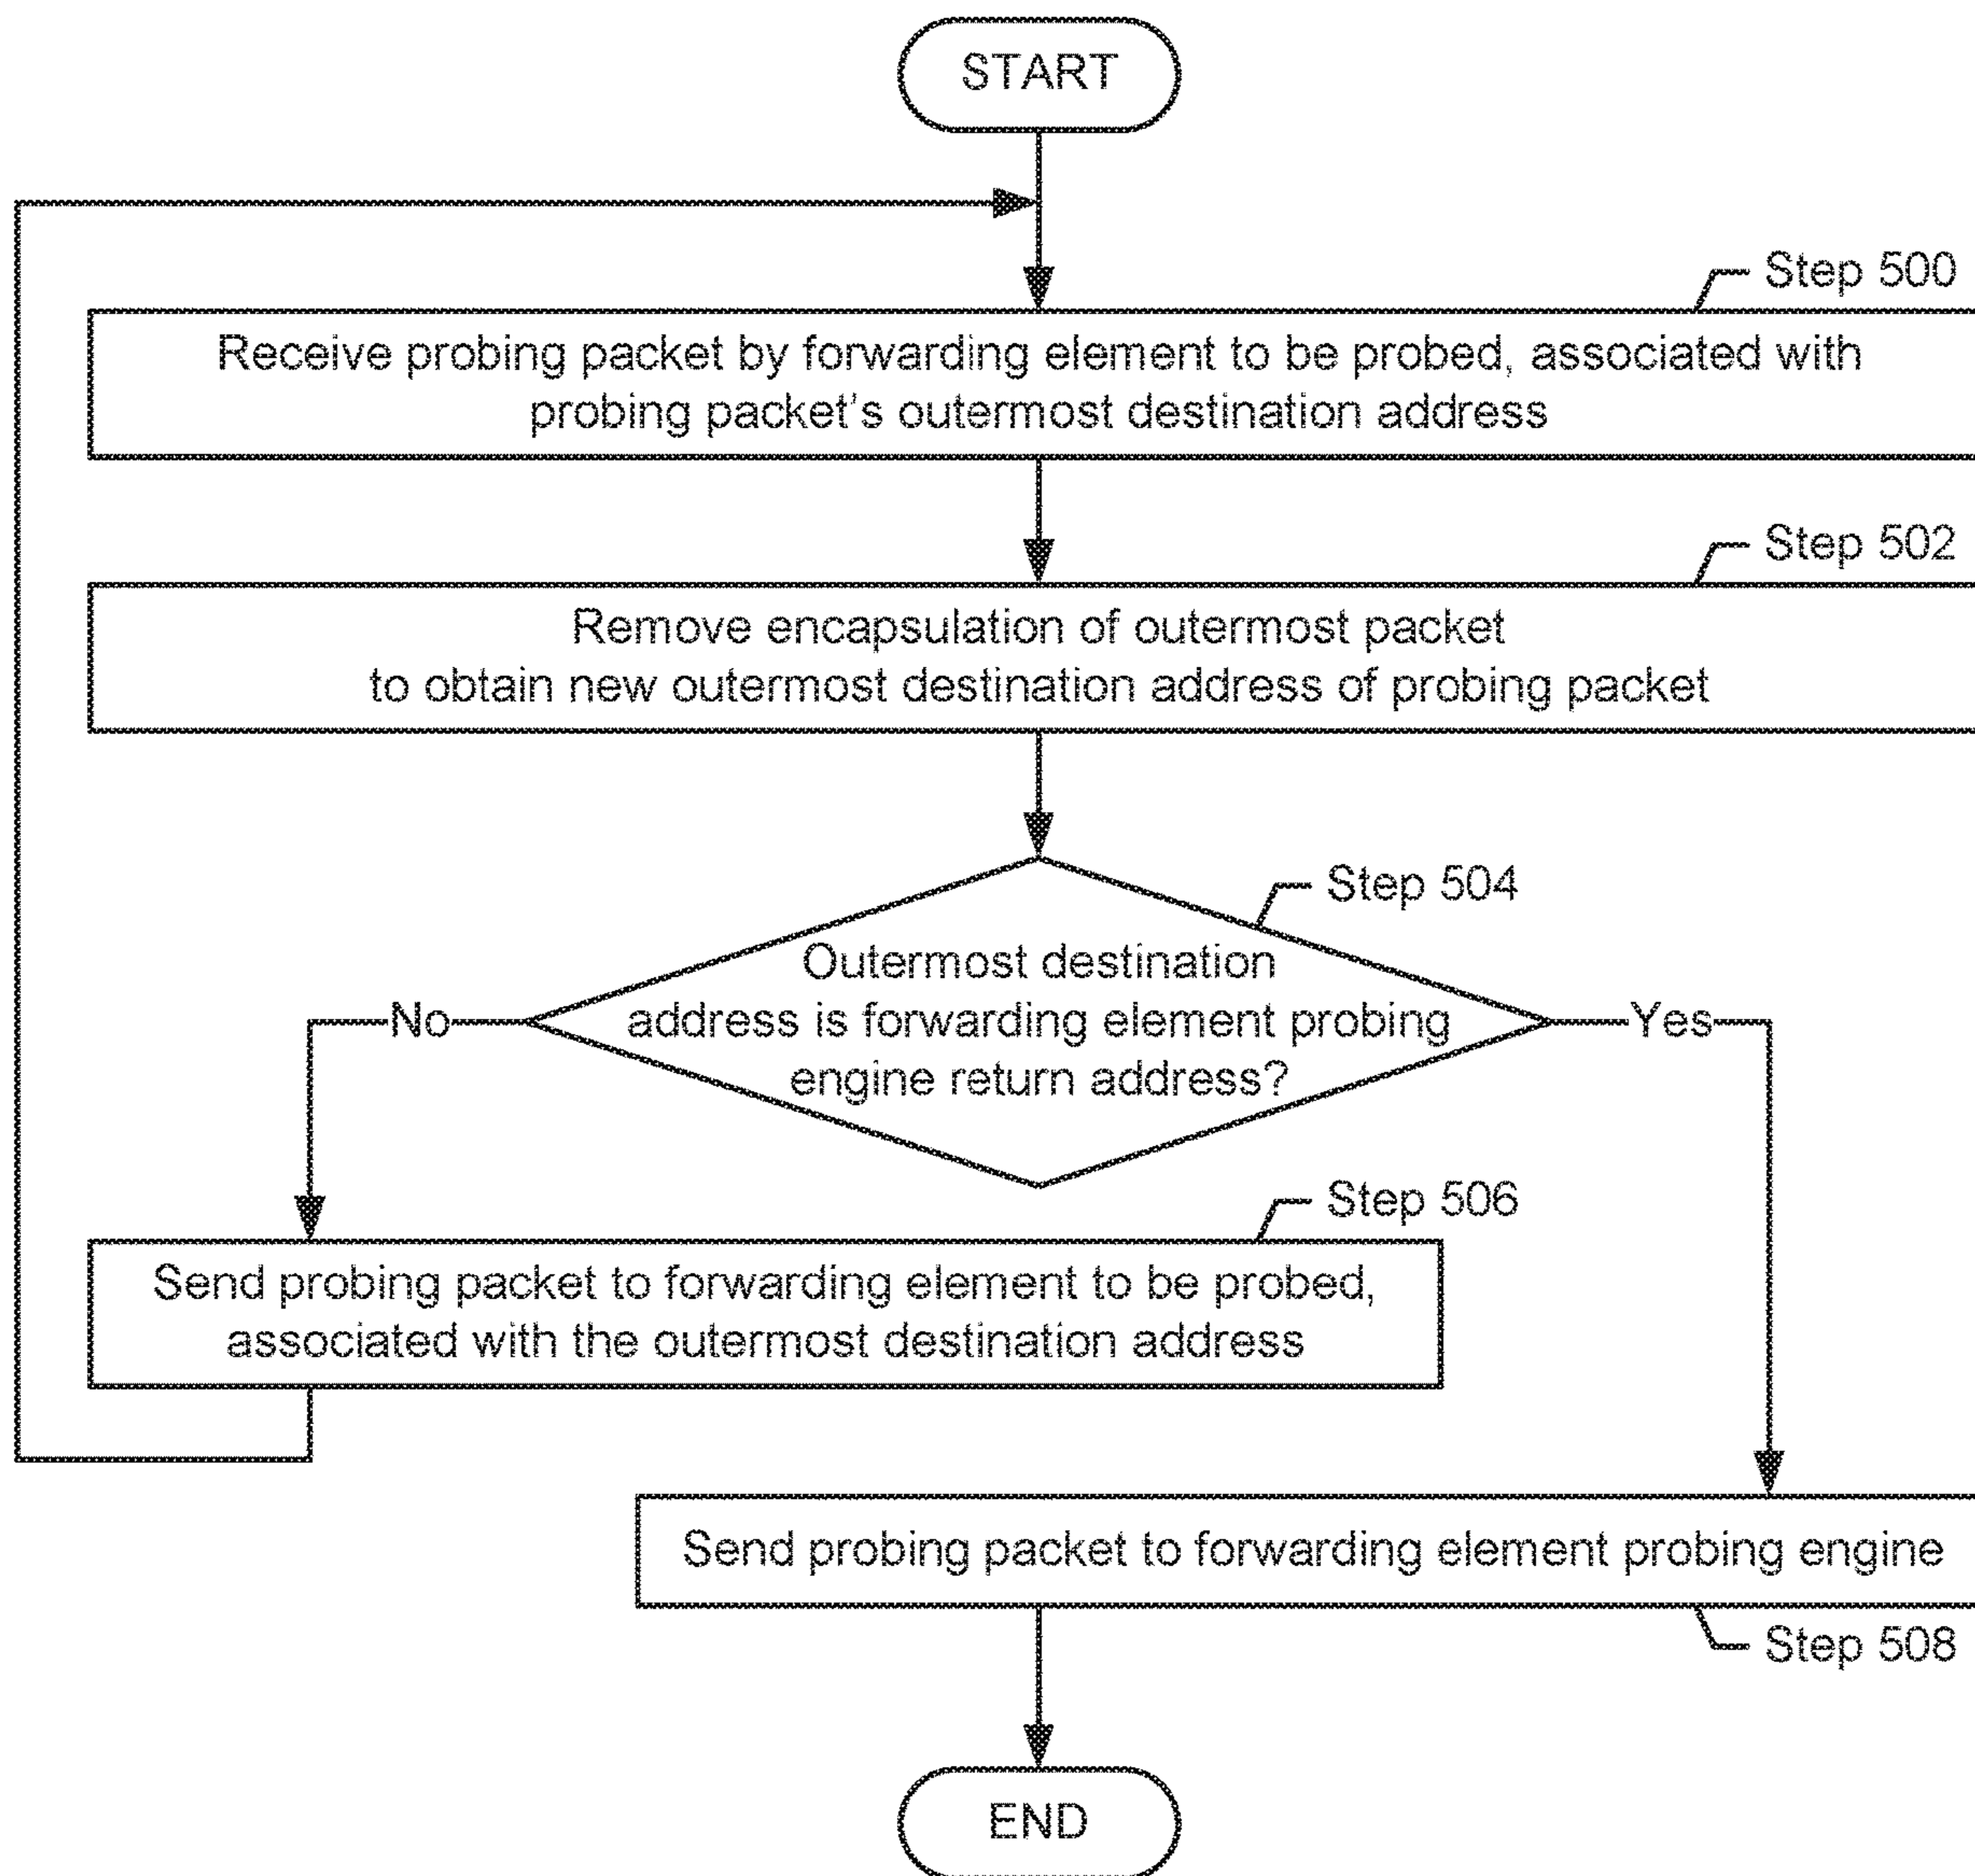 START
Step 500
Receive probing packet by forwarding element to be probed, associated with
probing packet's outermost destination address
Step 502
Remove encapsulation of outermost packet
to obtain new outermost destination address of probing packet
Step 504
Outermost destination
address is forwarding element probing
engine return address?
No
Yes
Step 506
Send probing packet to forwarding element to be probed,
associated with the outermost destination address
Send probing packet to forwarding element probing engine
Step 508
END